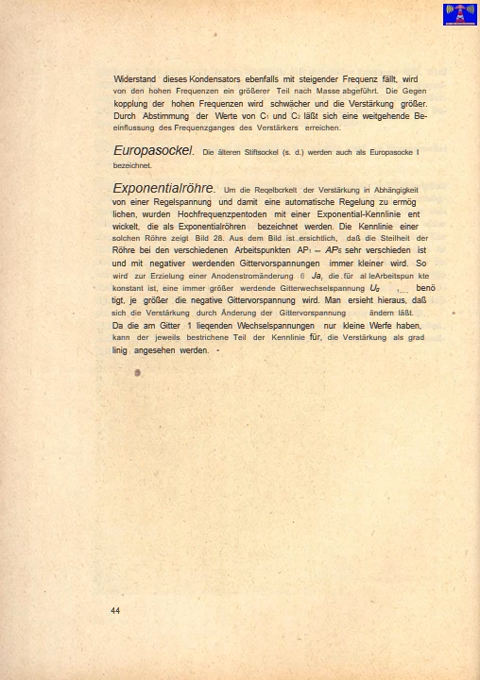 Widerstand dieses Kondensators ebenfalls mit steigender Frequenz fällt, wird
von den hohen Frequenzen ein größerer Teil nach Masse abgeführt. Die Gegen
kopplung der hohen Frequenzen wird schwächer und die Verstärkung größer.
Durch Abstimmung der Werte von C1 und C2 läßt sich eine weitgehende Be-
einflussung des Frequenzganges des Verstärkers erreichen.
Europasockel. Die älteren Stiftsockel (s. d.) werden auch als Europasocke l
bezeichnet.
Exponentialröhre. Um die Reqelbcrkelt der Verstärkung in Abhängigkeit
von einer Regelspannung und damit eine automatische Regelung zu ermög
lichen, wurden Hochfrequenzpentoden mit einer Exponential-Kennlinie ent
wickelt, die als Exponentialröhren bezeichnet werden. Die Kennlinie einer
solchen Röhre zeigt Bild 28. Aus dem Bild ist ersichtlich, daß die Steilheit der
Röhre bei den verschiedenen Arbeitspunkten AP1 – AP5 sehr verschieden ist
und mit negativer werdenden Gittervorspannungen immer kleiner wird. So
wird zur Erzielung einer Anodenstromänderung 6 Ja, die für al leArbeitspun kte
konstant ist, eine immer größer werdende Gitterwechselspannung Ug benö
tigt, je größer die negative Gittervorspannung wird. Man ersieht hieraus, daß
sich die Verstärkung durch Änderung der Gittervorspannung ändern läßt.
Da die am Gitter 1 lieqenden Wechselspannungen nur kleine Werfe haben,
kann der jeweils bestrichene Teil der Kennlinie für, die Verstärkung als grad
linig angesehen werden.
44